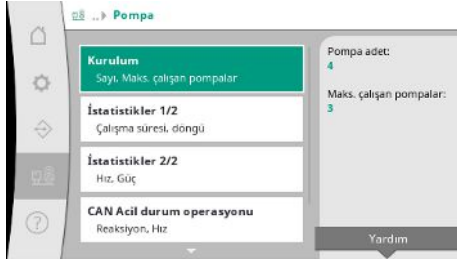 ..▸ Pompa
Kurulum
Sayı, Maks. çalışan pompalar
İstatistikler 1/2
Çalışma süresi, döngü
İstatistikler 2/2
Hız, Güç
CAN Acil durum operasyonu
Reaksiyon, Hız
Pompa adet:
4
Maks. çalışan pompalar:
3
Yardım
?